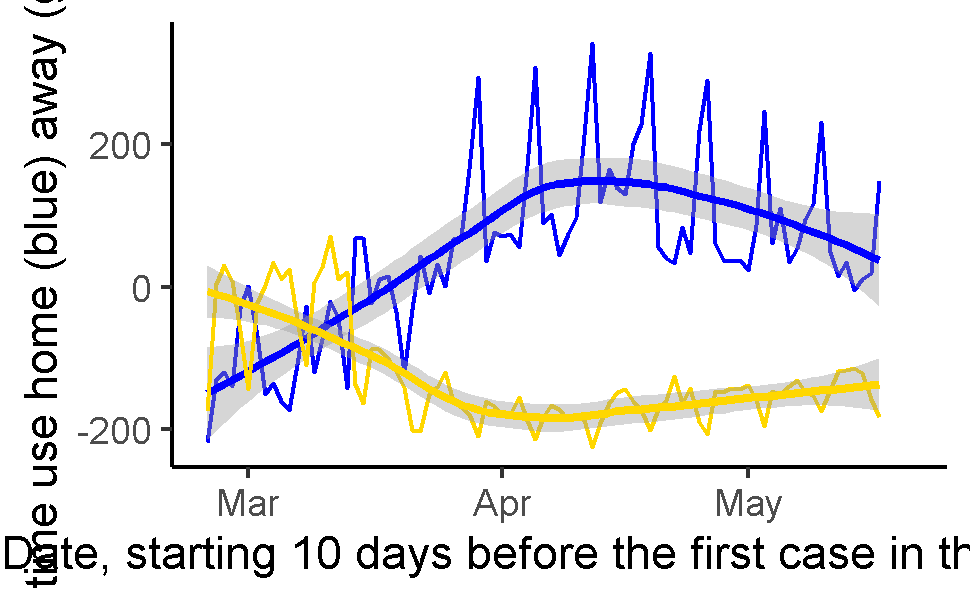 time use home (blue) away (
200
0
-200
Mar Apr May
Date, starting 10 days before the first case in th